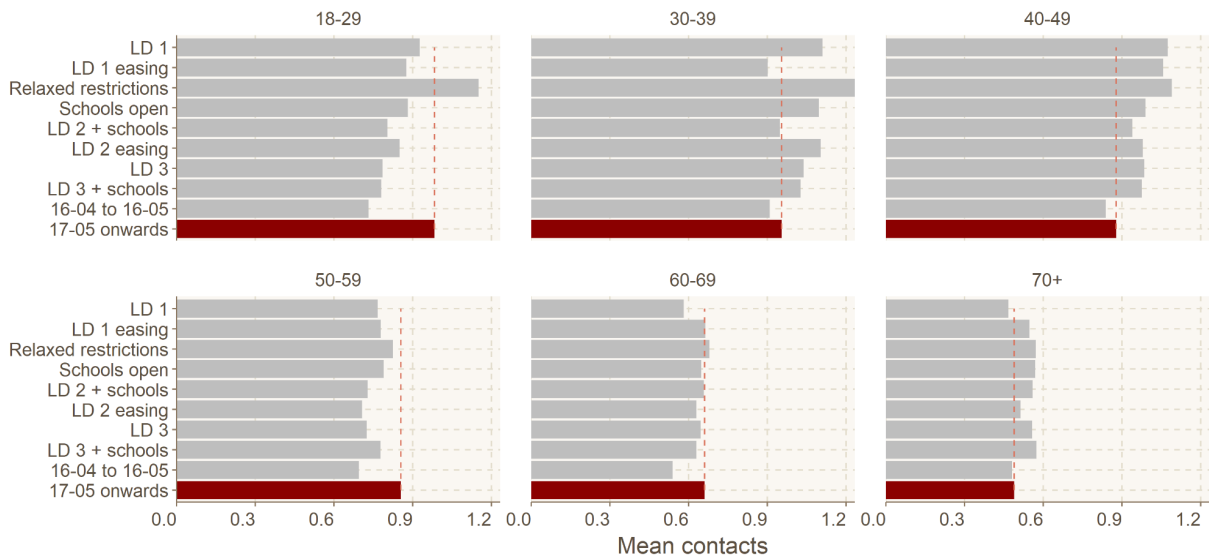 18-29
30-39
40-49
LD 1
LD 1 easing
Relaxed restrictions
Schools open
LD 2 + schools
LD 2 easing
LD 3
LD 3 + schools
16-04 to 16-05
17-05 onwards
50-59
60-69
70+
LD 1
LD 1 easing
Relaxed restrictions
Schools open
LD 2 + schools
LD 2 easing
LD 3
LD 3 + schools
16-04 to 16-05
17-05 onwards
0.0 0.3 0.6 0.9 1.2 0.0 0.3 0.6 0.9 1.2 0.0 0.3 0.6 0.9 1.2
Mean contacts